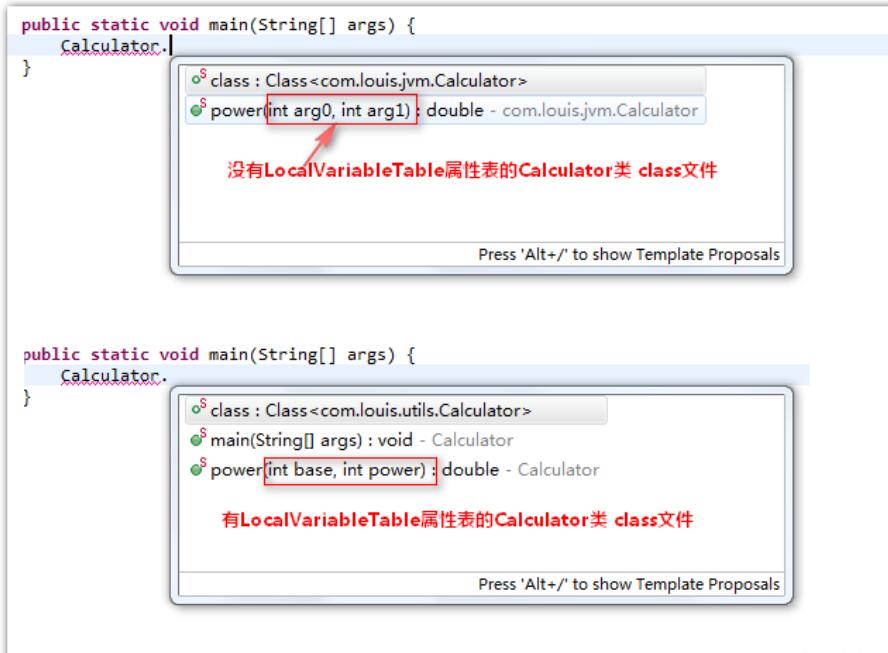 public static void main(String[] args) {
Calculator.
}
class : Class<com.louis.jvm.Calculator>
power(int arg0, int arg1) : double - com.louis.jvm.Calculator
没有LocalVariableTable属性表的Calculator类 class文件
Press 'Alt+/' to show Template Proposals
public static void main(String[] args) {
Calculator.
}
class : Class<com.louis.utils.Calculator>
main(String[] args) : void - Calculator
power(int base, int power) : double - Calculator
有LocalVariableTable属性表的Calculator类 class文件
Press 'Alt+/' to show Template Proposals